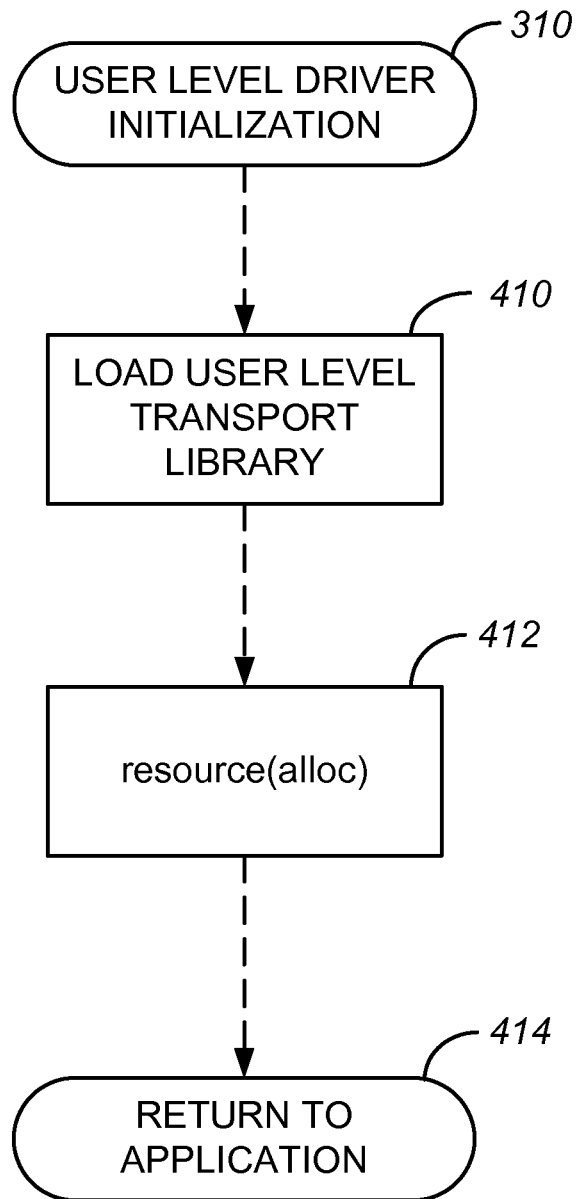 310
USER LEVEL DRIVER
INITIALIZATION
410
LOAD USER LEVEL
TRANSPORT
LIBRARY
412
resource(alloc)
414
RETURN TO
APPLICATION